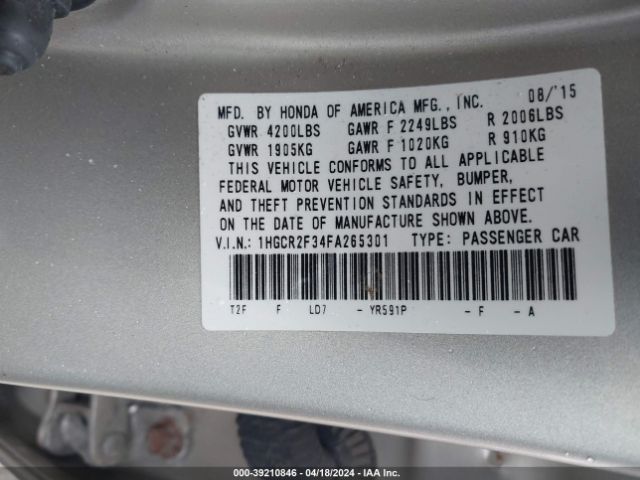 MFD. BY HONDA OF AMERICA MFG., INC. 08/'15
GVWR 4200LBS GAWR F 2249LBS R 2006LBS
GVWR 1905KG GAWR F 1020KG R 910KG
THIS VEHICLE CONFORMS TO ALL APPLICABLE
FEDERAL MOTOR VEHICLE SAFETY, BUMPER,
AND THEFT PREVENTION STANDARDS IN EFFECT
ON THE DATE OF MANUFACTURE SHOWN ABOVE.
V.I.N.: 1HGCR2F34FA265301 TYPE: PASSENGER CAR
T2F F LD7 - YR591P - F - A
000-39210846 / 04/18/2024 / IAA Inc.